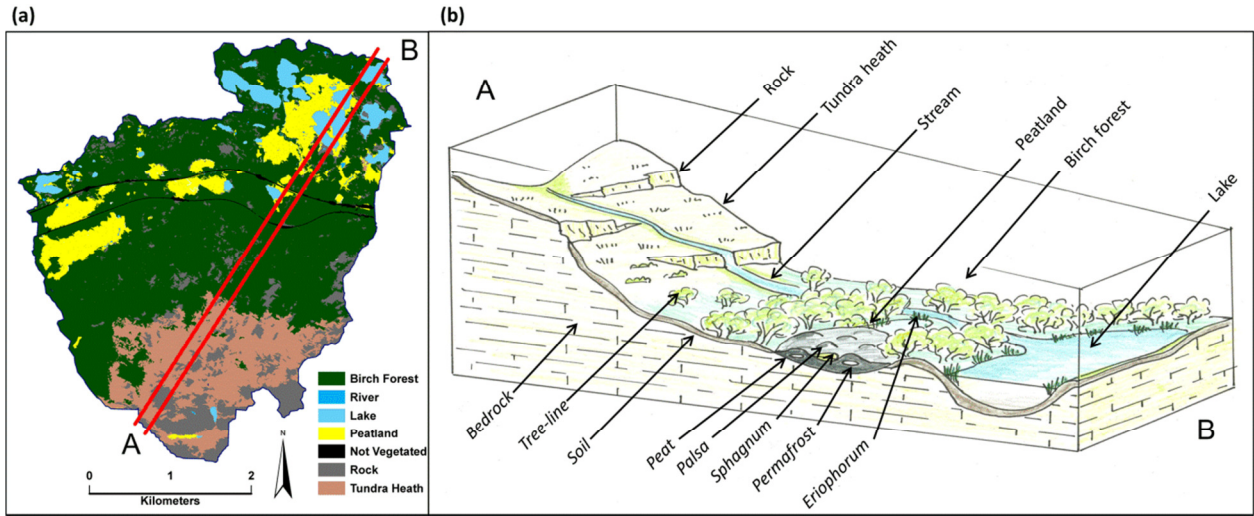 (a)
(b)
B
A
Birch Forest
River
Lake
Peatland
Not Vegetated
Rock
Tundra Heath
N
0 1 2
Kilometers
A
Rock
Tundra heath
Stream
Peatland
Birch forest
Lake
Bedrock
Tree-line
Soil
Peat
Palsa
Sphagnum
Permafrost
Eriophorum
B